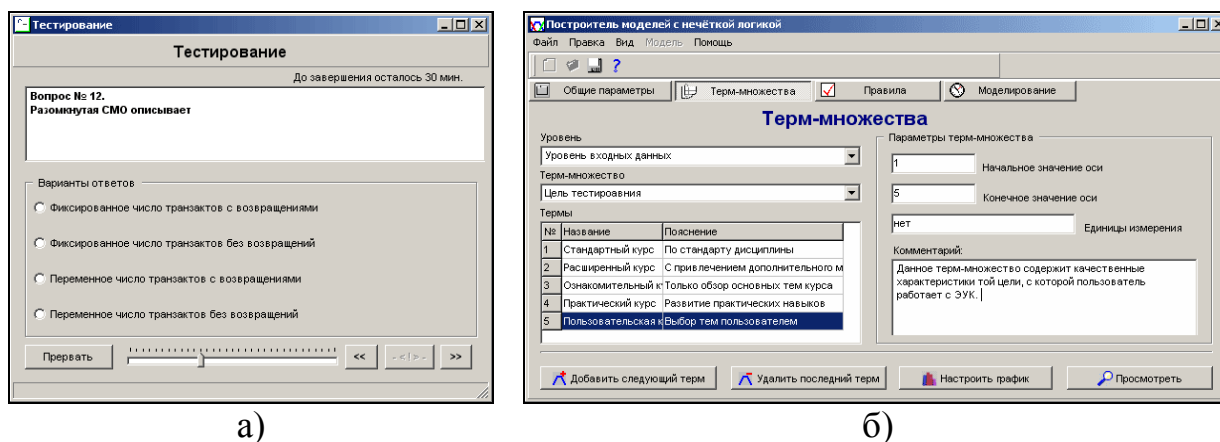 Тестирование
Тестирование
До завершения осталось 30 мин.
Вопрос № 12.
Разомкнутая СМО описывает
Варианты ответов
Фиксированное число транзактов с возвращениями
Фиксированное число транзактов без возвращений
Переменное число транзактов с возвращениями
Переменное число транзактов без возвращений
Прервать
<<
-<!>-
>>
а)
Построитель моделей с нечёткой логикой
Файл Правка Вид Модель Помощь
Общие параметры
Терм-множества
Правила
Моделирование
Терм-множества
Уровень
Уровень входных данных
Терм-множество
Цель тестироавния
Термы
№ Название Пояснение
1 Стандартный курс По стандарту дисциплины
2 Расширенный курс С привлечением дополнительного м
3 Ознакомительный к Только обзор основных тем курса
4 Практический курс Развитие практических навыков
5 Пользовательская к Выбор тем пользователем
Параметры терм-множества
1 Начальное значение оси
5 Конечное значение оси
нет Единицы измерения
Комментарий:
Данное терм-множество содержит качественные
характеристики той цели, с которой пользователь
работает с ЭУК.
Добавить следующий терм
Удалить последний терм
Настроить график
Просмотреть
б)